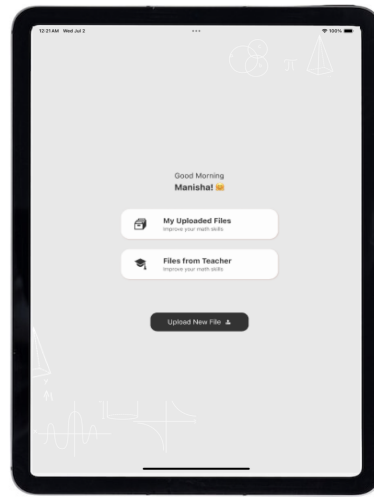 12:21 AM Wed Jul 2
100%
Good Morning
Manisha!
My Uploaded Files
Improve your math skills
Files from Teacher
Improve your math skills
Upload New File